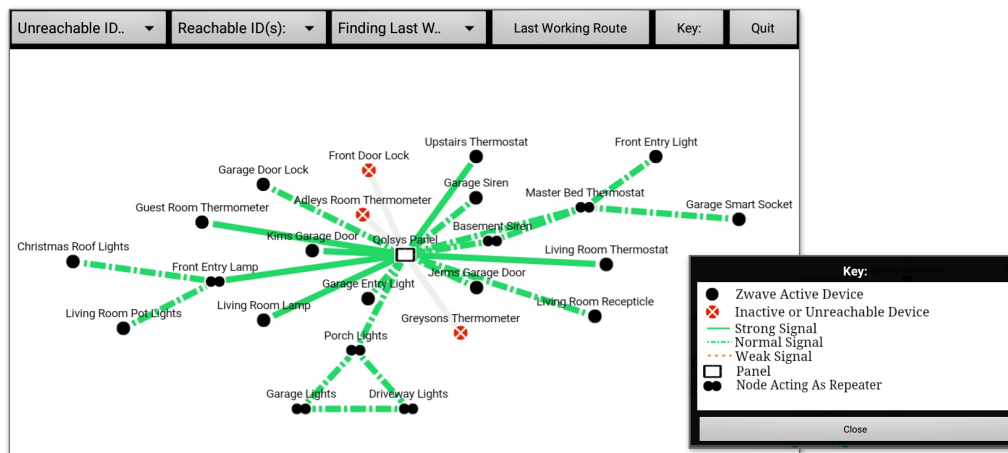 Unreachable ID..
Reachable ID(s):
Finding Last W..
Last Working Route
Key:
Quit
Upstairs Thermostat
Front Entry Light
Front Door Lock
Garage Door Lock
Garage Siren
Master Bed Thermostat
Adleys Room Thermometer
Guest Room Thermometer
Garage Smart Socket
Basement Siren
Kims Garage Door
Qolsys Panel
Christmas Roof Lights
Living Room Thermostat
Front Entry Lamp
Jerms Garage Door
Garage Entry Light
Living Room Pot Lights
Living Room Lamp
Living Room Recepticle
Greysons Thermometer
Porch Lights
Garage Lights
Driveway Lights
Key:
Zwave Active Device
Inactive or Unreachable Device
Strong Signal
Normal Signal
Weak Signal
Panel
Node Acting As Repeater
Close